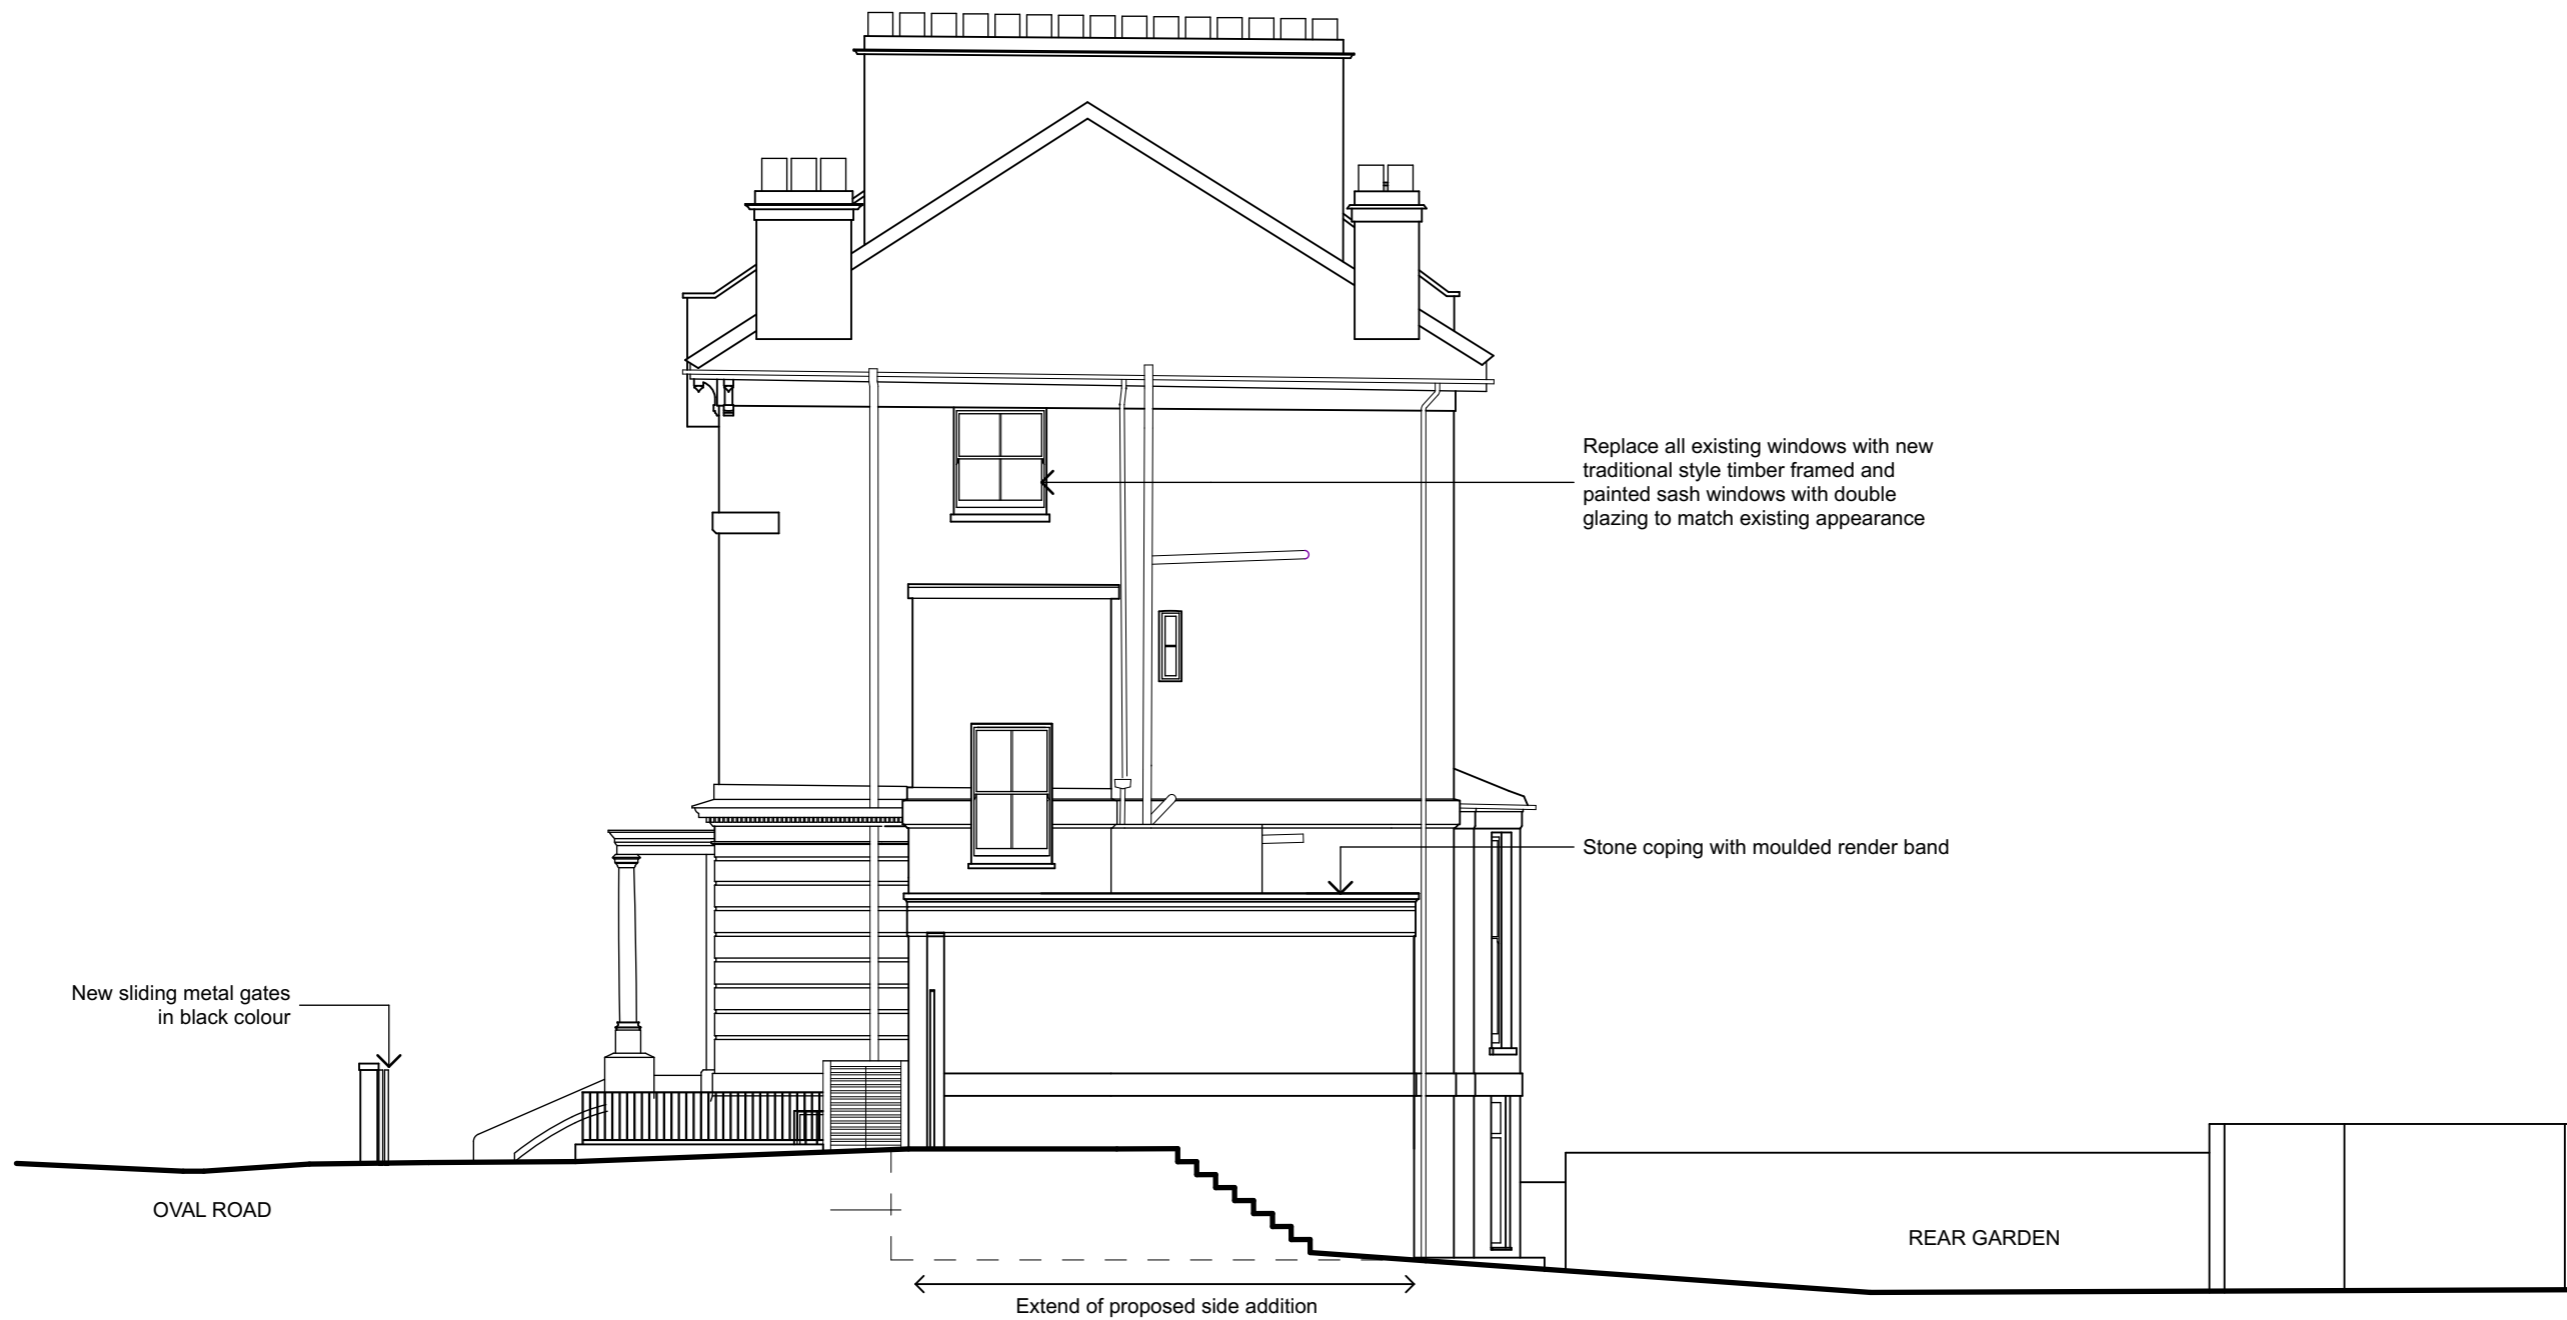 Replace all existing windows with new
traditional style timber framed and
painted sash windows with double
glazing to match existing appearance
Stone coping with moulded render band
New sliding metal gates
in black colour
OVAL ROAD
REAR GARDEN
Extend of proposed side addition